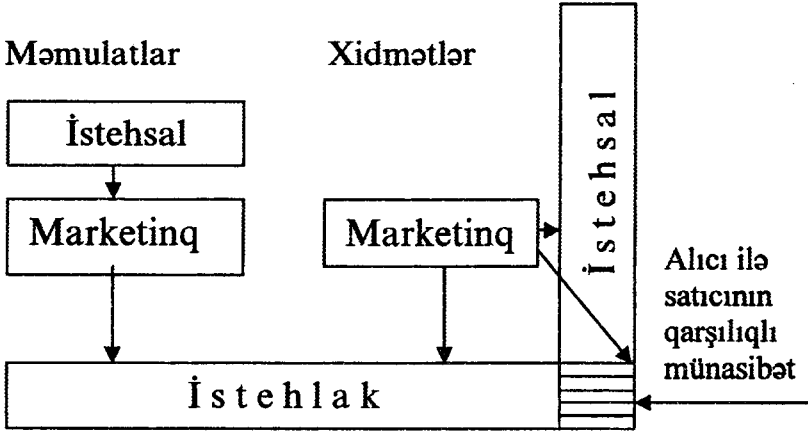 Məmulatlar
Xidmətlər
İstehsal
Marketinq
Marketinq
İstehsal
Alıcı ilə
satıcının
qarşılıqlı
münasibət
İstehlak